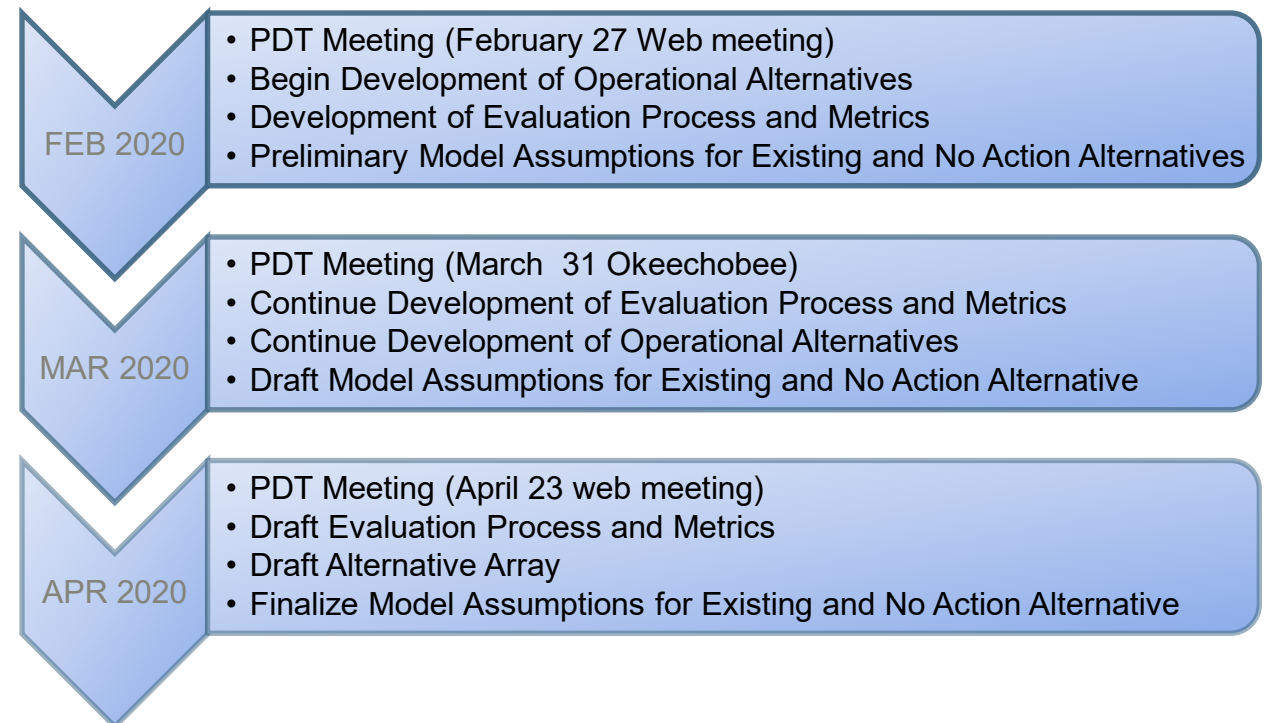 FEB 2020
• PDT Meeting (February 27 Web meeting)
• Begin Development of Operational Alternatives
• Development of Evaluation Process and Metrics
• Preliminary Model Assumptions for Existing and No Action Alternatives
MAR 2020
• PDT Meeting (March  31 Okeechobee)
• Continue Development of Evaluation Process and Metrics
• Continue Development of Operational Alternatives
• Draft Model Assumptions for Existing and No Action Alternative
APR 2020
• PDT Meeting (April 23 web meeting)
• Draft Evaluation Process and Metrics
• Draft Alternative Array
• Finalize Model Assumptions for Existing and No Action Alternative